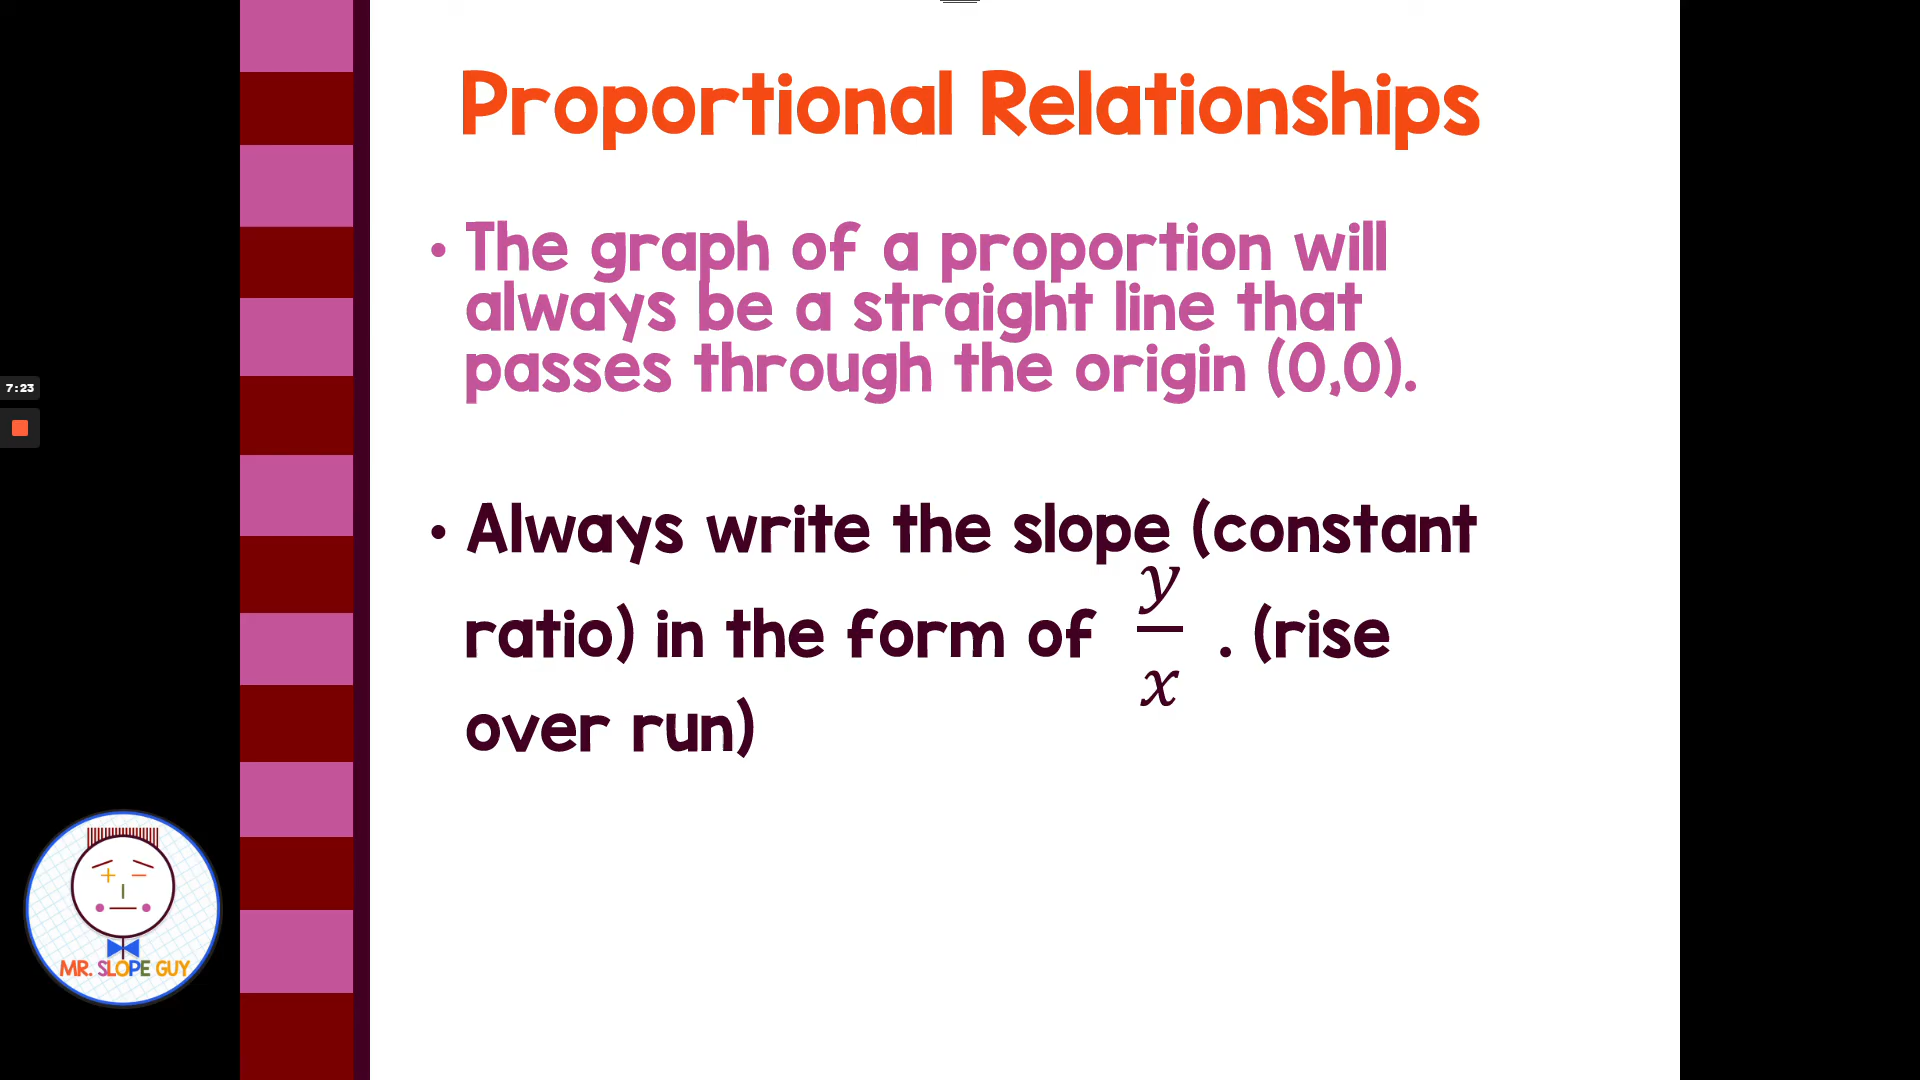 Proportional Relationships
• The graph of a proportion will
always be a straight line that
passes through the origin (0,0).
• Always write the slope (constant
ratio) in the form of y/x . (rise
over run)
7:23
MR. SLOPE GUY